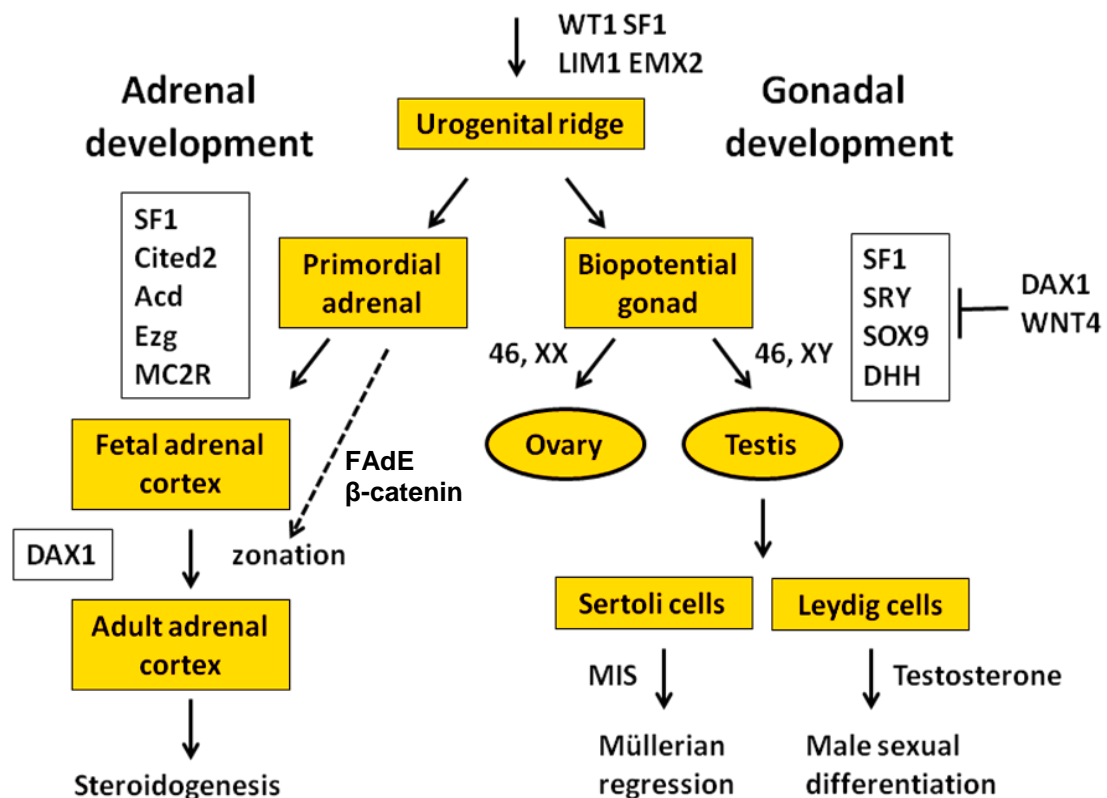 WT1 SF1
LIM1 EMX2
Adrenal
development
Gonadal
development
Urogenital ridge
SF1
Cited2
Acd
Ezg
MC2R
Primordial
adrenal
Biopotential
gonad
SF1
SRY
SOX9
DHH
DAX1
WNT4
46, XX
46, XY
Fetal adrenal
cortex
FAdE
β-catenin
Ovary
Testis
DAX1
zonation
Sertoli cells
Leydig cells
Adult adrenal
cortex
MIS
Testosterone
Steroidogenesis
Müllerian
regression
Male sexual
differentiation